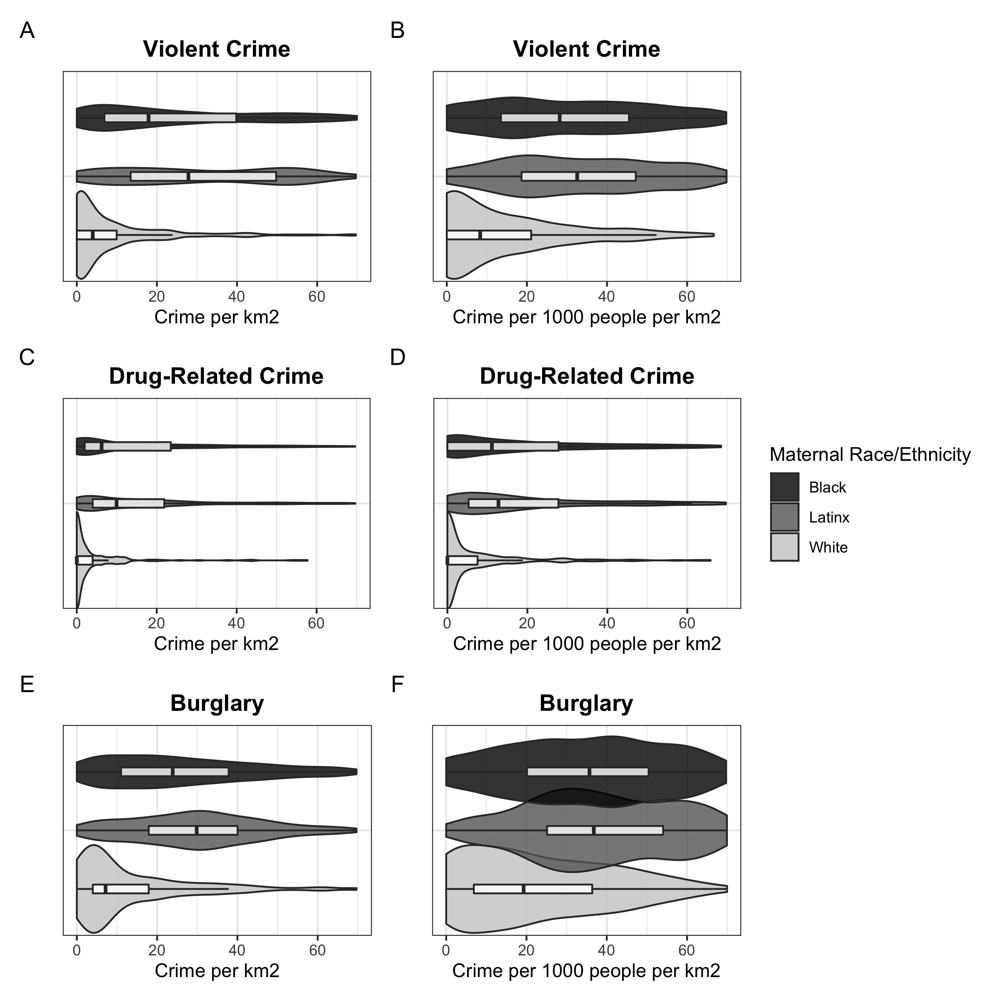 A
B
Violent Crime
Violent Crime
0 20 40 60
0 20 40 60
Crime per km2
Crime per 1000 people per km2
C
D
Drug-Related Crime
Drug-Related Crime
0 20 40 60
0 20 40 60
Crime per km2
Crime per 1000 people per km2
Maternal Race/Ethnicity
Black
Latinx
White
E
F
Burglary
Burglary
0 20 40 60
0 20 40 60
Crime per km2
Crime per 1000 people per km2